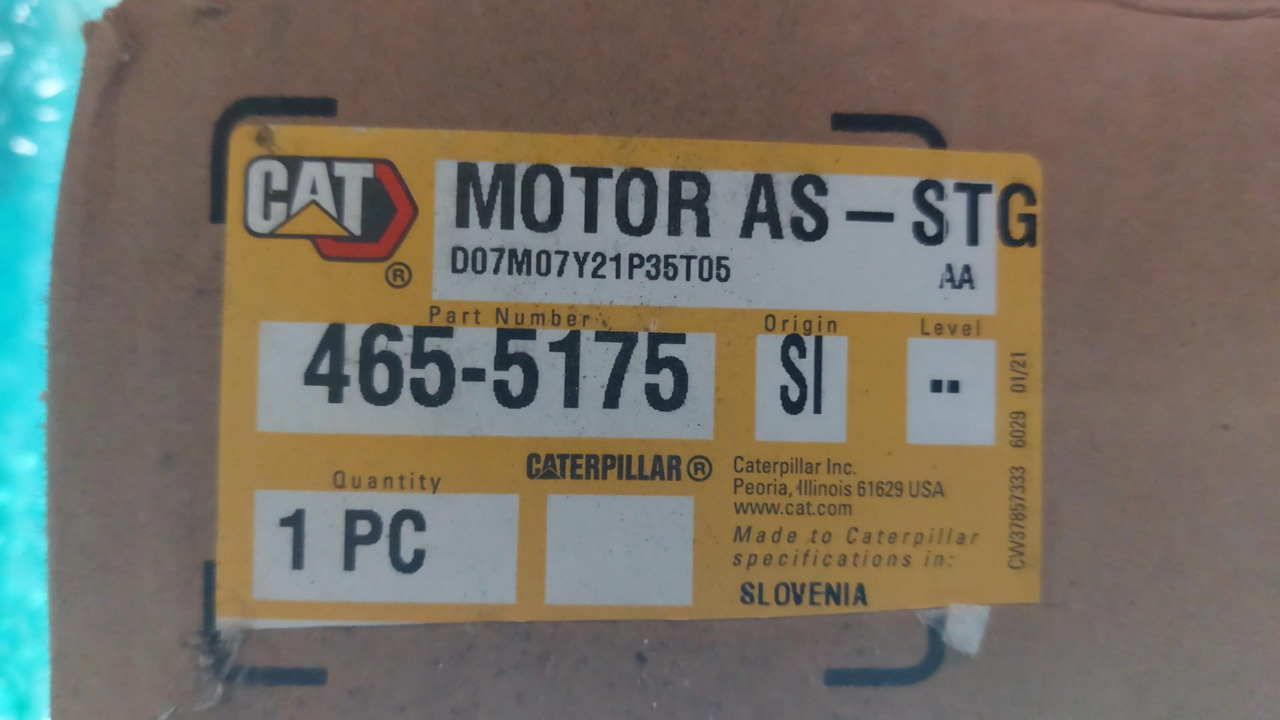 CAT
®
MOTOR AS-STG
D07M07Y21P35T05
AA
Part Number
Origin
Level
465-5175
SI
--
Quantity
1 PC
CATERPILLAR®
Caterpillar Inc.
Peoria, Illinois 61629 USA
www.cat.com
Made to Caterpillar
specifications in:
SLOVENIA
CW37857333 6029 01/21